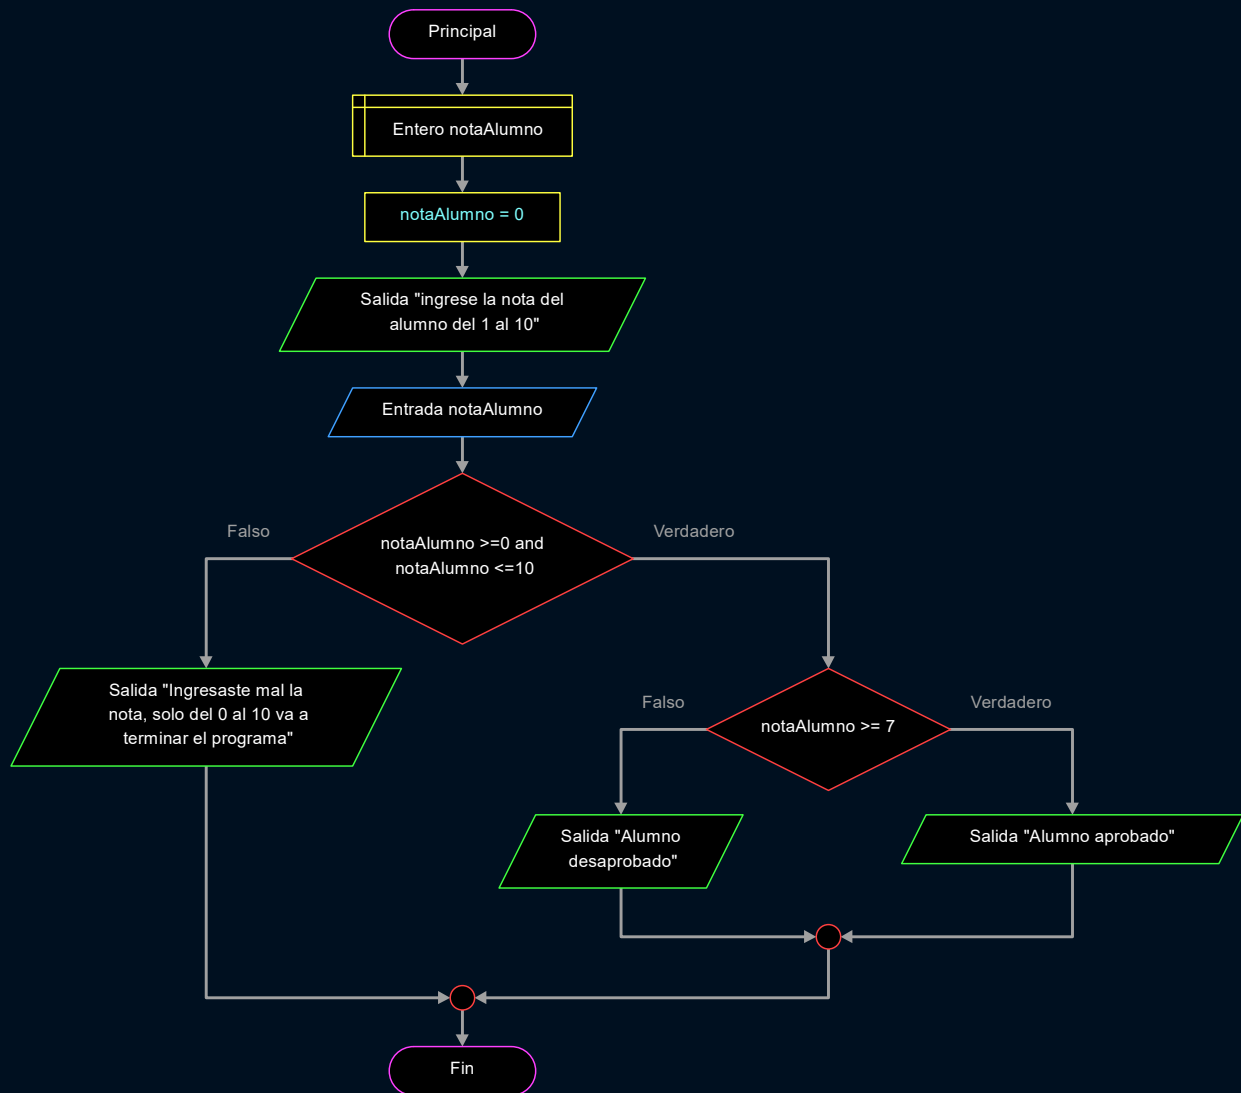 Principal
Entero notaAlumno
notaAlumno = 0
Salida "ingrese la nota del
alumno del 1 al 10"
Entrada notaAlumno
Falso
Verdadero
notaAlumno >=0 and
notaAlumno <=10
Salida "Ingresaste mal la
nota, solo del 0 al 10 va a
terminar el programa"
Falso
Verdadero
notaAlumno >= 7
Salida "Alumno
desaprobado"
Salida "Alumno aprobado"
Fin